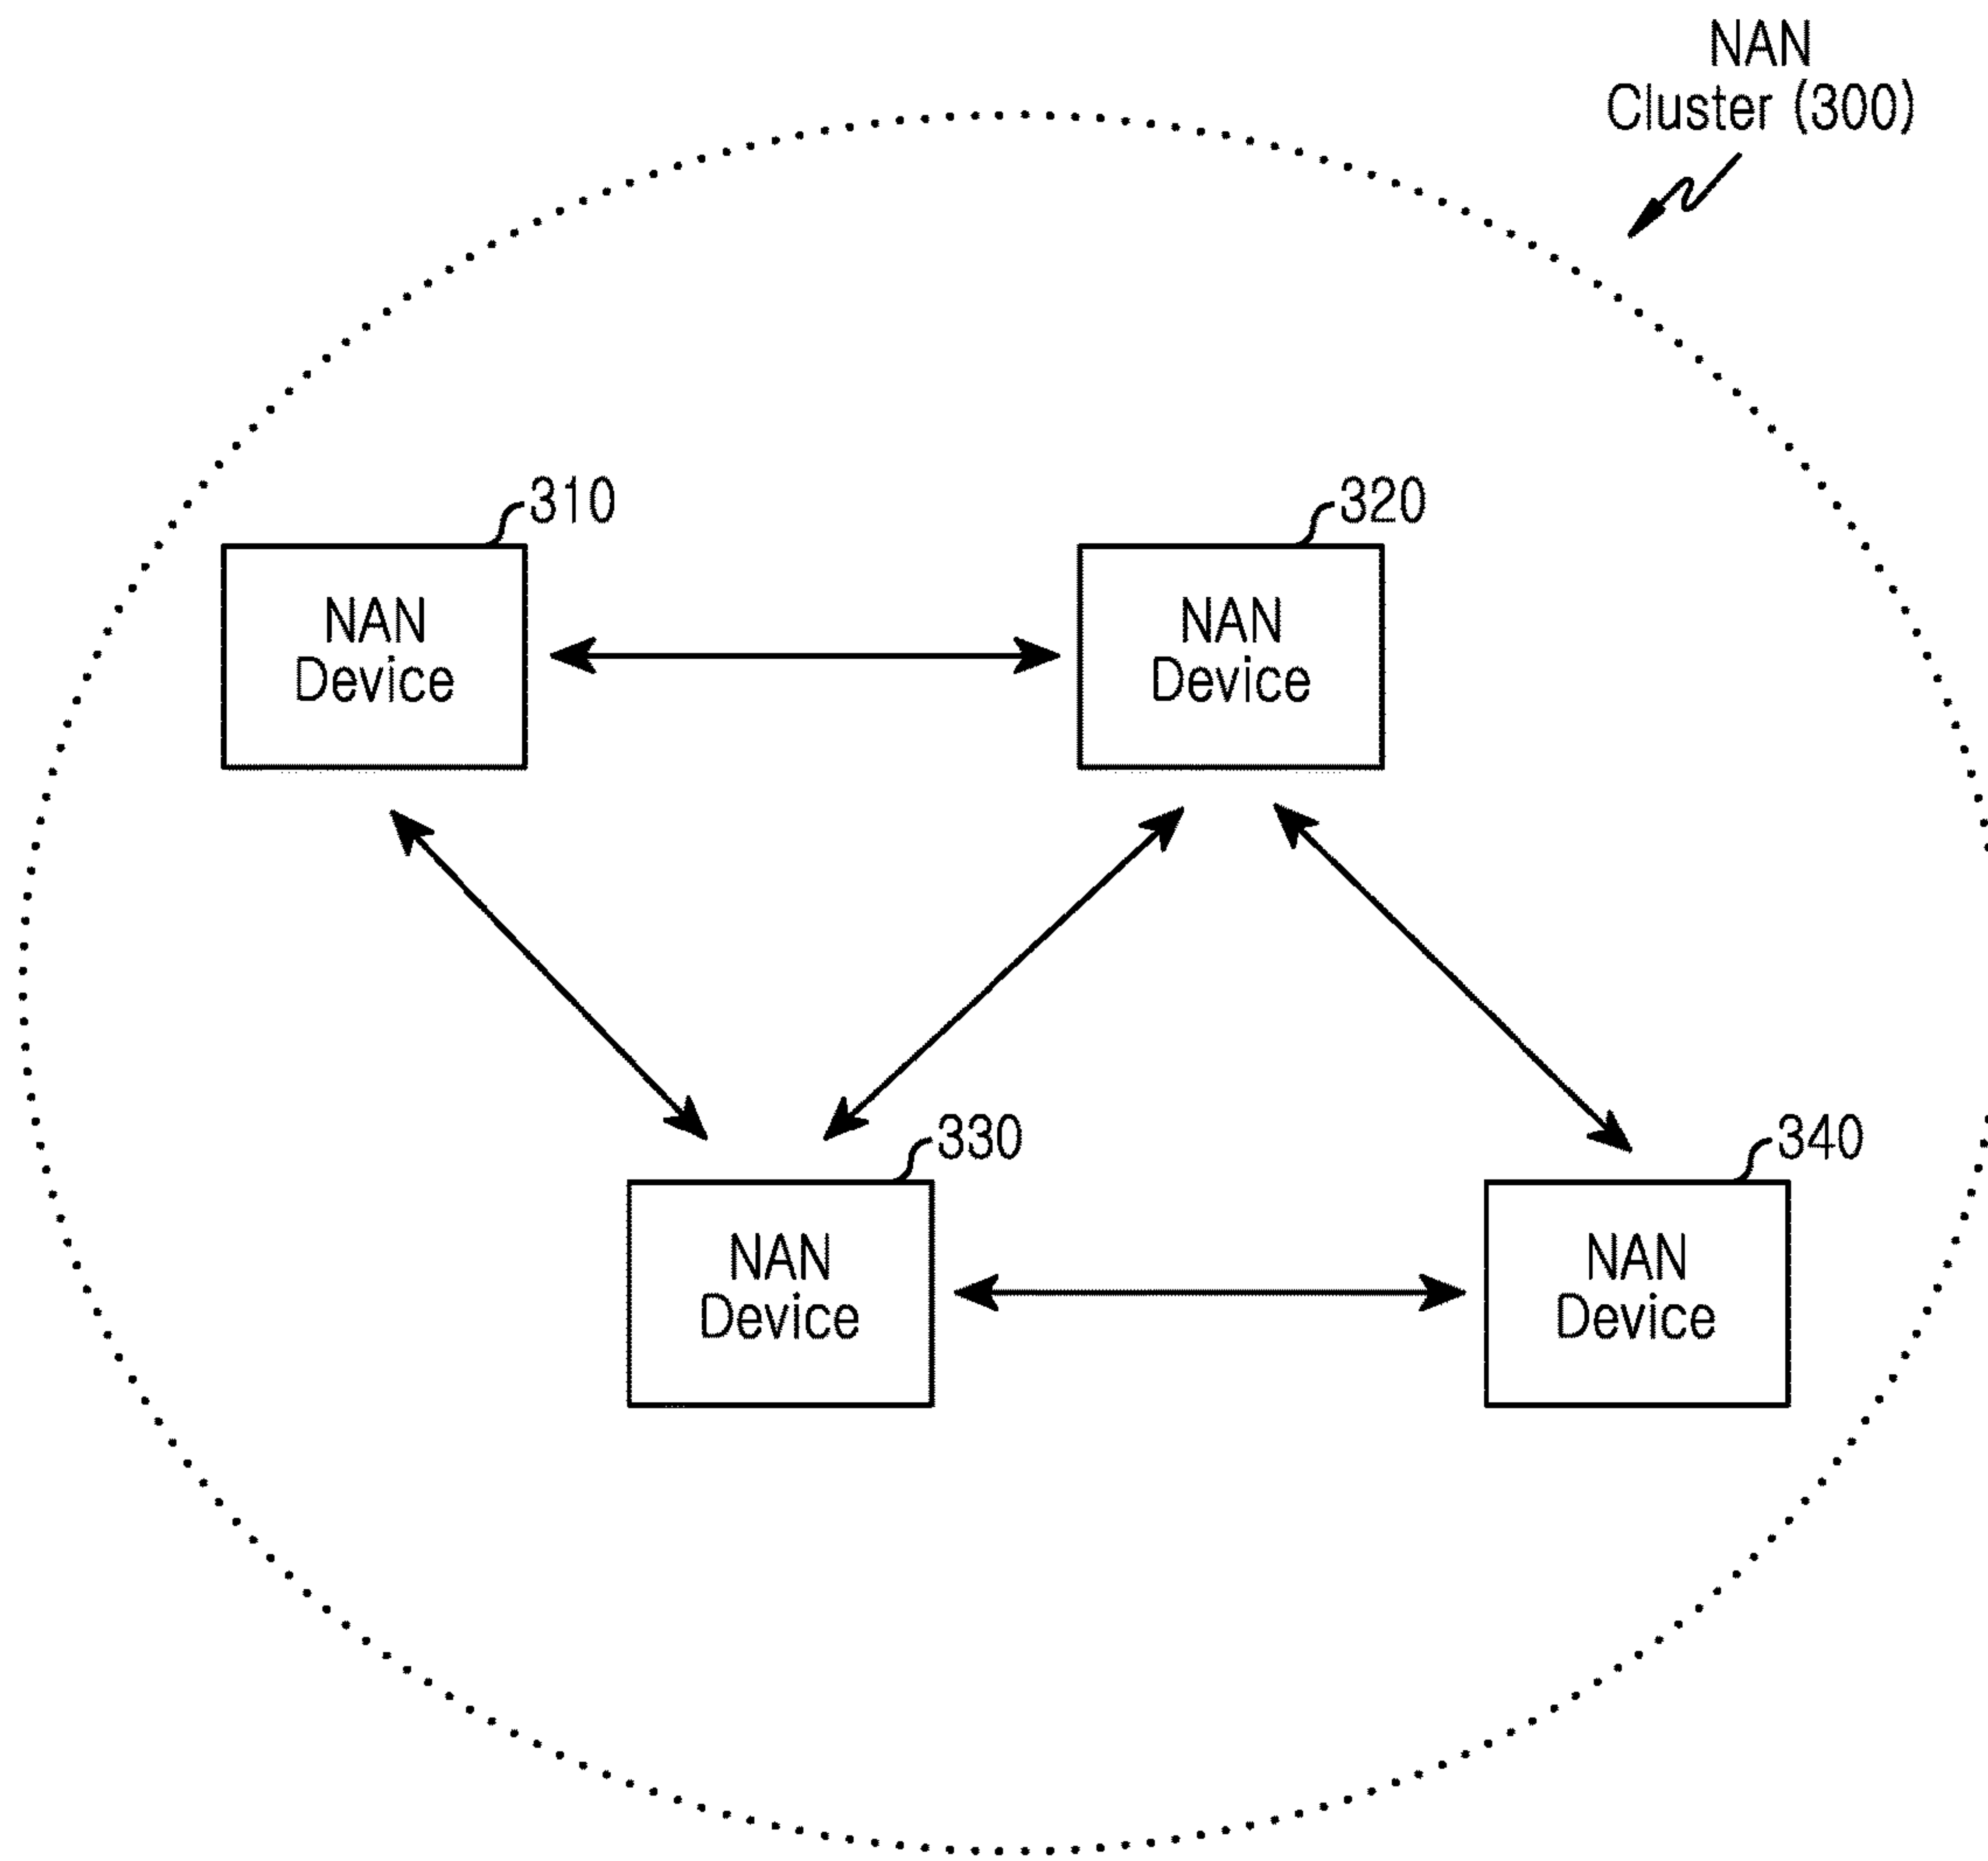 NAN
Cluster (300)
310
320
NAN
Device
NAN
Device
330
340
NAN
Device
NAN
Device